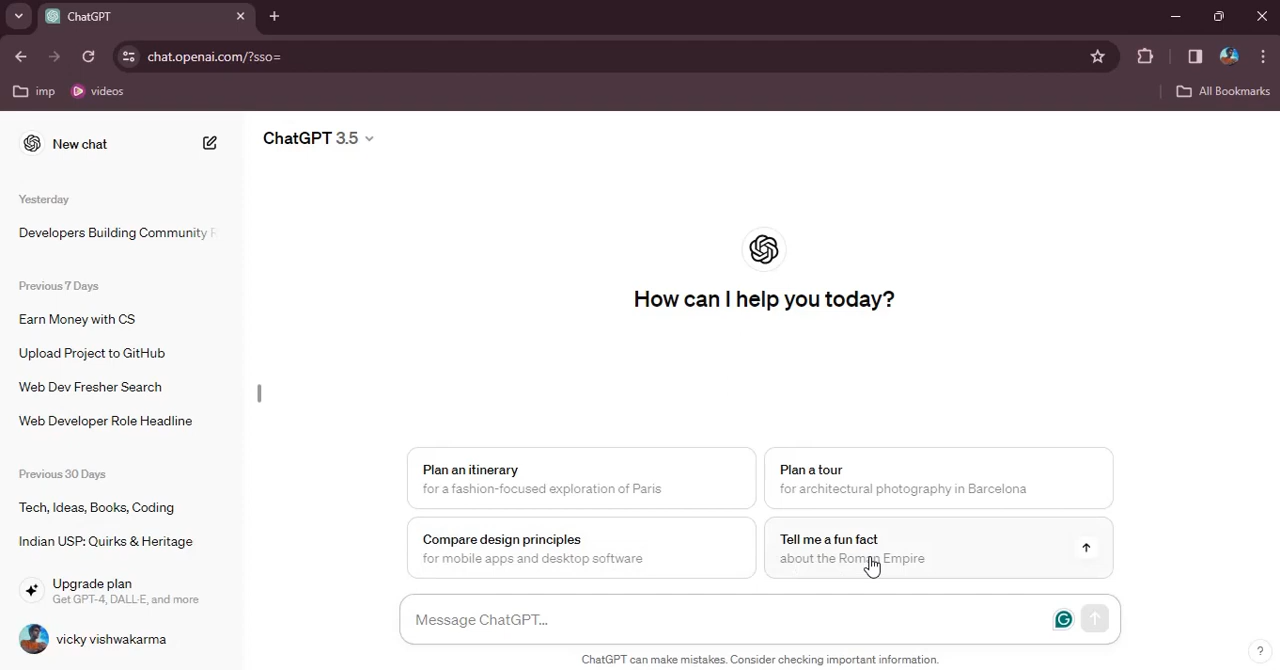 ChatGPT
chat.openai.com/?sso=
imp
videos
All Bookmarks
New chat
Yesterday
Developers Building Community
Previous 7 Days
Earn Money with CS
Upload Project to GitHub
Web Dev Fresher Search
Web Developer Role Headline
Previous 30 Days
Tech, Ideas, Books, Coding
Indian USP: Quirks & Heritage
Upgrade plan
Get GPT-4, DALL·E, and more
vicky vishwakarma
ChatGPT 3.5
How can I help you today?
Plan an itinerary
for a fashion-focused exploration of Paris
Plan a tour
for architectural photography in Barcelona
Compare design principles
for mobile apps and desktop software
Tell me a fun fact
about the Roman Empire
Message ChatGPT...
ChatGPT can make mistakes. Consider checking important information.
?